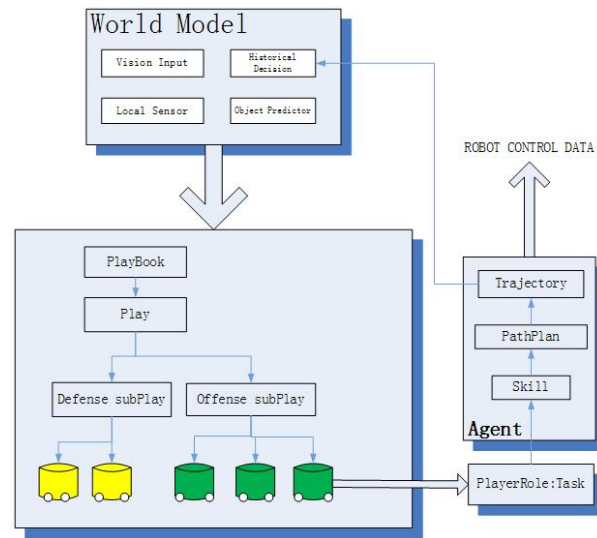 World Model
Vision Input
Historical
Decision
Local Sensor
Object Predictor
ROBOT CONTROL DATA
PlayBook
Play
Defense subPlay
Offense subPlay
Trajectory
PathPlan
Skill
Agent
PlayerRole:Task